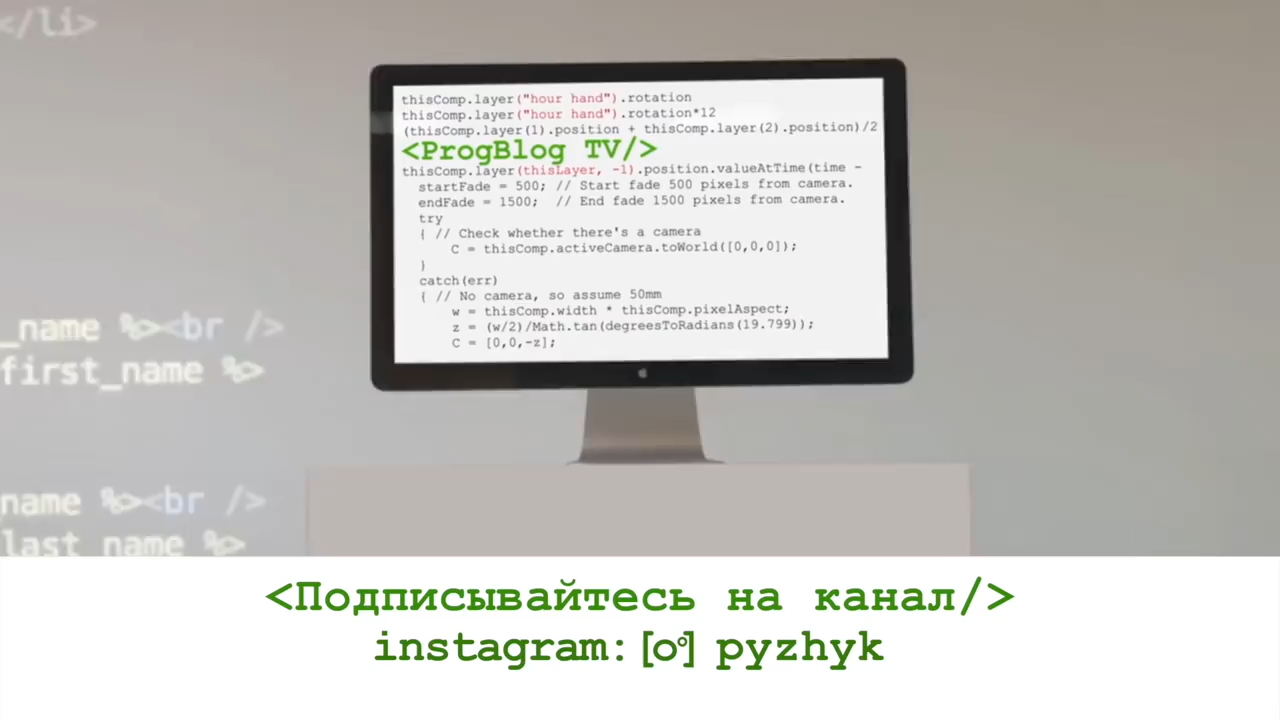 </li>
thisComp.layer("hour hand").rotation
thisComp.layer("hour hand").rotation*12
(thisComp.layer(1).position + thisComp.layer(2).position)/2
<ProgBlog TV/>
thisComp.layer(thisLayer, -1).position.valueAtTime(time -
startFade = 500; // Start fade 500 pixels from camera.
endFade = 1500; // End fade 1500 pixels from camera.
try
{ // Check whether there's a camera
C = thisComp.activeCamera.toWorld([0,0,0]);
}
catch(err)
{ // No camera, so assume 50mm
w = thisComp.width * thisComp.pixelAspect;
z = (w/2)/Math.tan(degreesToRadians(19.799));
C = [0,0,-z];
_name %><br />
first_name %>
name %><br />
last_name %>
<Подписывайтесь на канал/>
instagram:[o°] pyzhyk